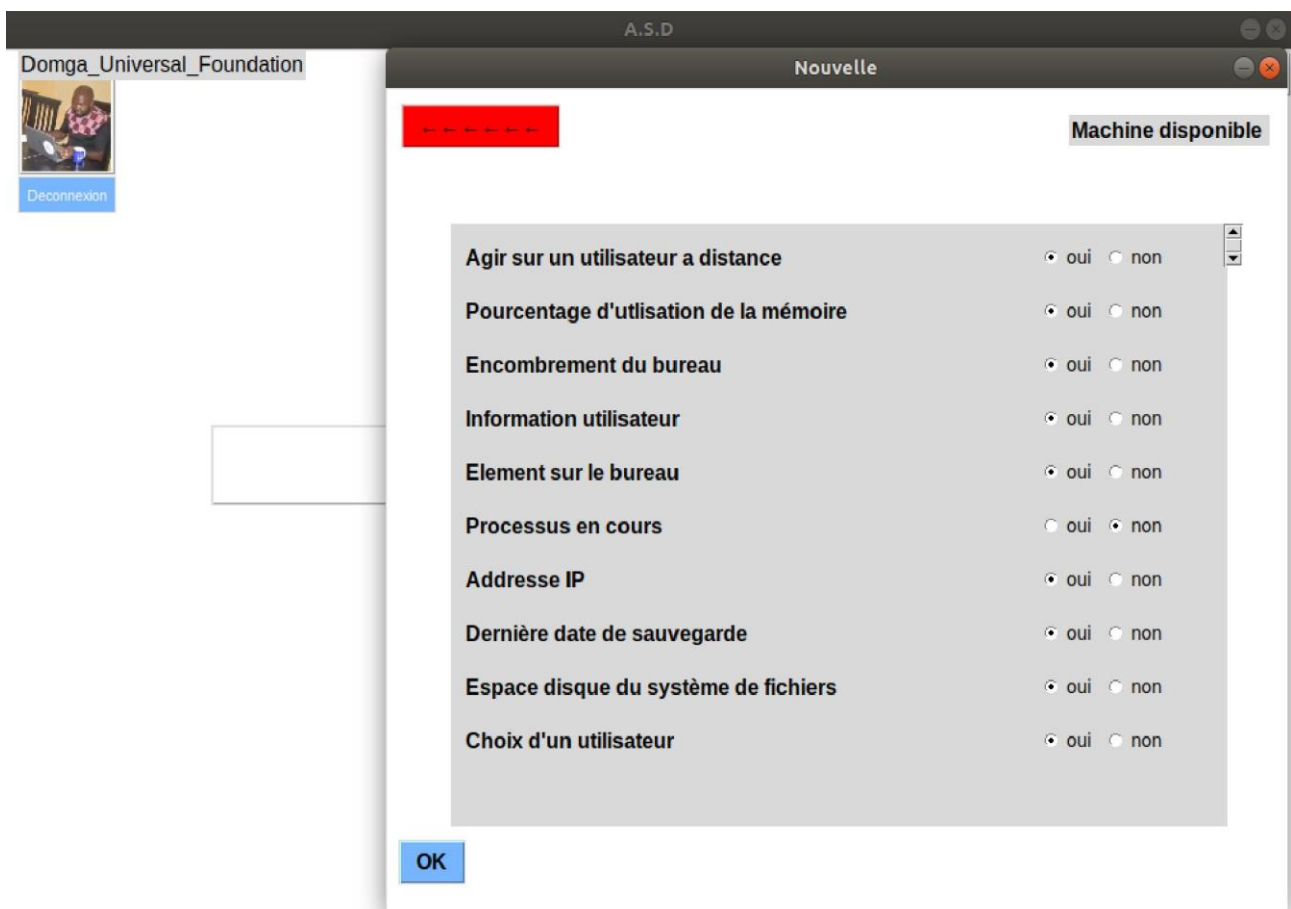 A.S.D
Domga_Universal_Foundation
Nouvelle
← ← ← ← ← ←
Machine disponible
Deconnexion
Agir sur un utilisateur a distance oui non
Pourcentage d'utlisation de la mémoire oui non
Encombrement du bureau oui non
Information utilisateur oui non
Element sur le bureau oui non
Processus en cours oui non
Addresse IP oui non
Dernière date de sauvegarde oui non
Espace disque du système de fichiers oui non
Choix d'un utilisateur oui non
OK